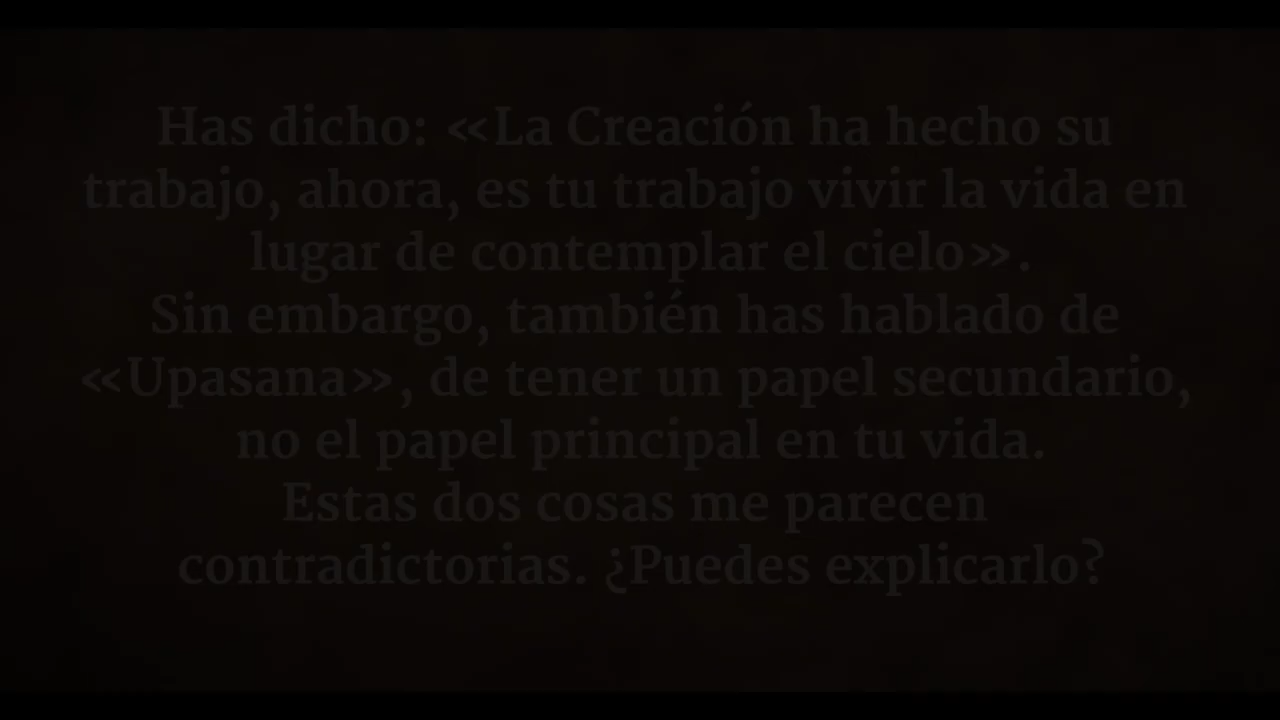 Has dicho: «La Creación ha hecho su
trabajo, ahora, es tu trabajo vivir la vida en
lugar de contemplar el cielo».
Sin embargo, también has hablado de
«Upasana», de tener un papel secundario,
no el papel principal en tu vida.
Estas dos cosas me parecen
contradictorias. ¿Puedes explicarlo?